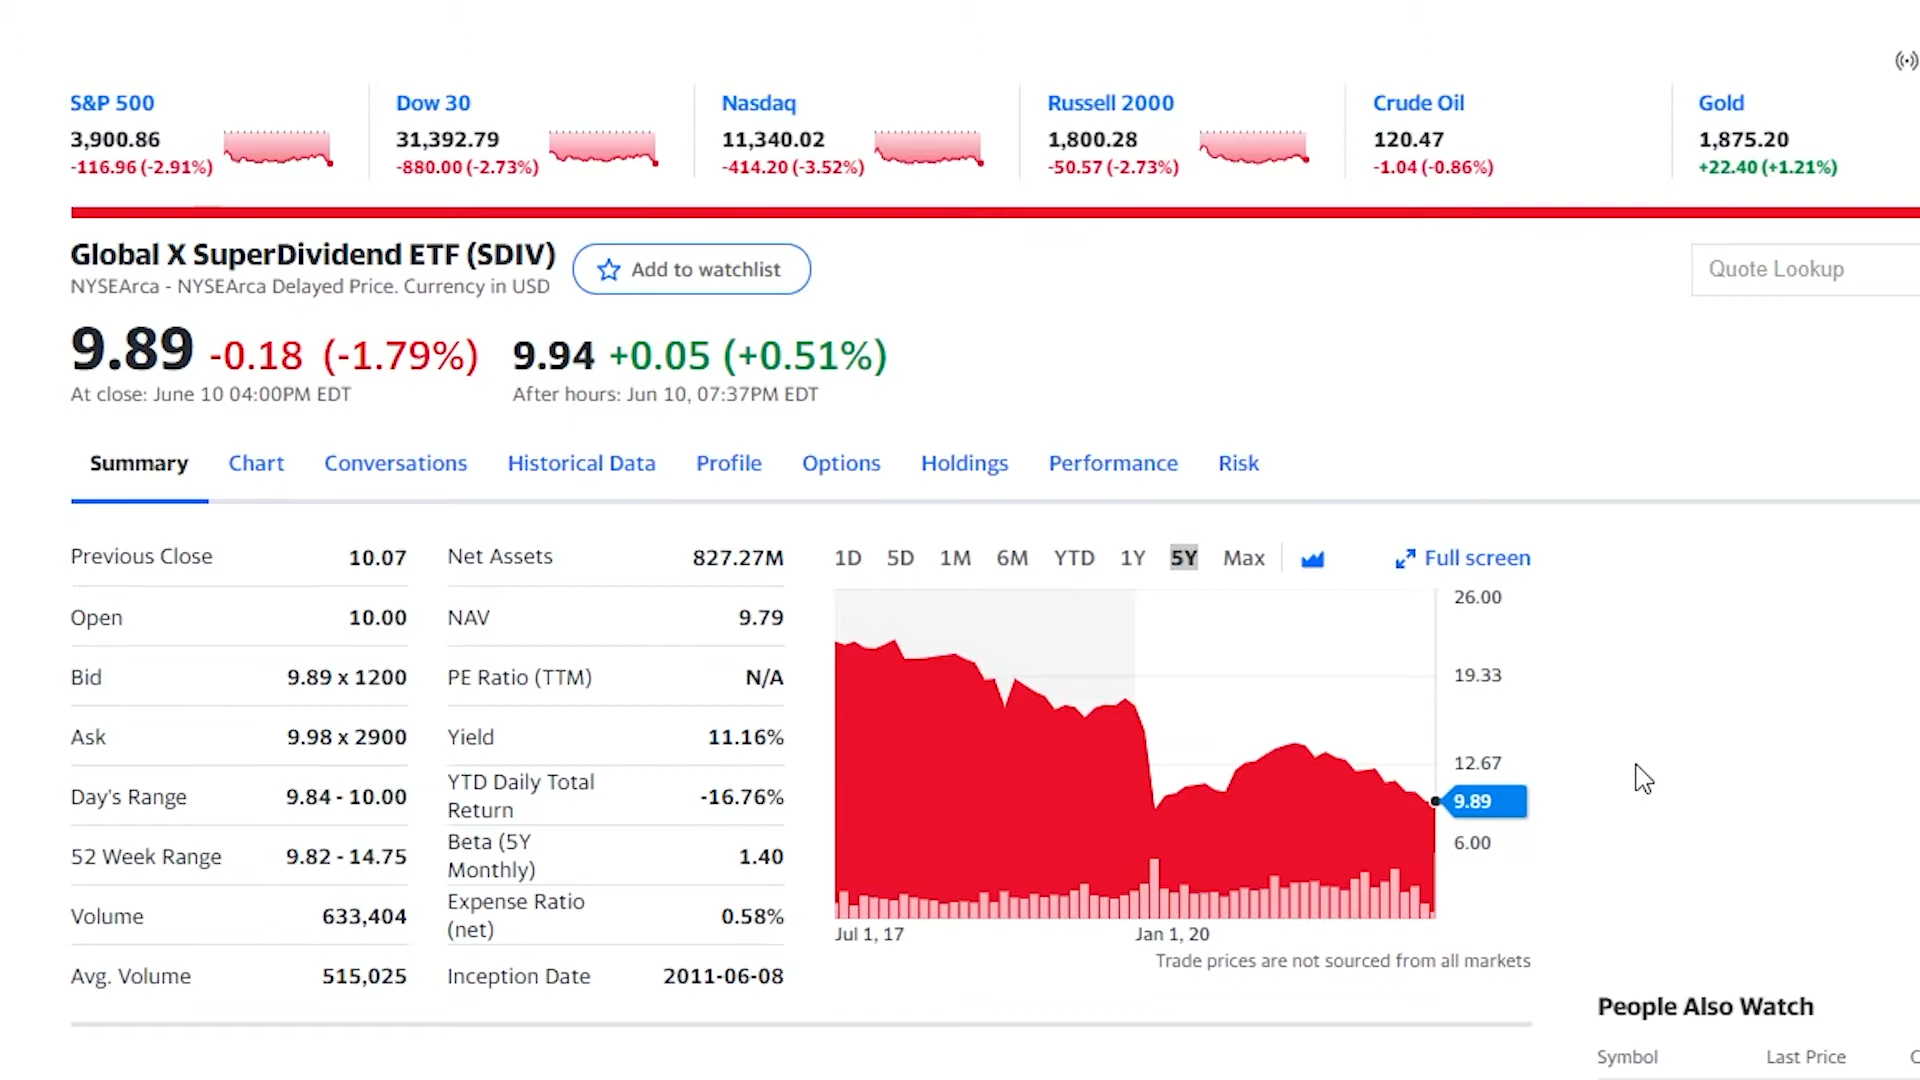 S&P 500 Dow 30 Nasdaq Russell 2000 Crude Oil Gold
3,900.86 31,392.79 11,340.02 1,800.28 120.47 1,875.20
-116.96 (-2.91%) -880.00 (-2.73%) -414.20 (-3.52%) -50.57 (-2.73%) -1.04 (-0.86%) +22.40 (+1.21%)
Global X SuperDividend ETF (SDIV)
NYSEArca - NYSEArca Delayed Price. Currency in USD
Add to watchlist
Quote Lookup
9.89 -0.18 (-1.79%) 9.94 +0.05 (+0.51%)
At close: June 10 04:00PM EDT After hours: Jun 10, 07:37PM EDT
Summary Chart Conversations Historical Data Profile Options Holdings Performance Risk
Previous Close 10.07
Open 10.00
Bid 9.89 x 1200
Ask 9.98 x 2900
Day's Range 9.84 - 10.00
52 Week Range 9.82 - 14.75
Volume 633,404
Avg. Volume 515,025
Net Assets 827.27M
NAV 9.79
PE Ratio (TTM) N/A
Yield 11.16%
YTD Daily Total
Return -16.76%
Beta (5Y
Monthly) 1.40
Expense Ratio
(net) 0.58%
Inception Date 2011-06-08
1D 5D 1M 6M YTD 1Y 5Y Max Full screen
26.00
19.33
12.67
9.89
6.00
Jul 1, 17 Jan 1, 20
Trade prices are not sourced from all markets
People Also Watch
Symbol Last Price